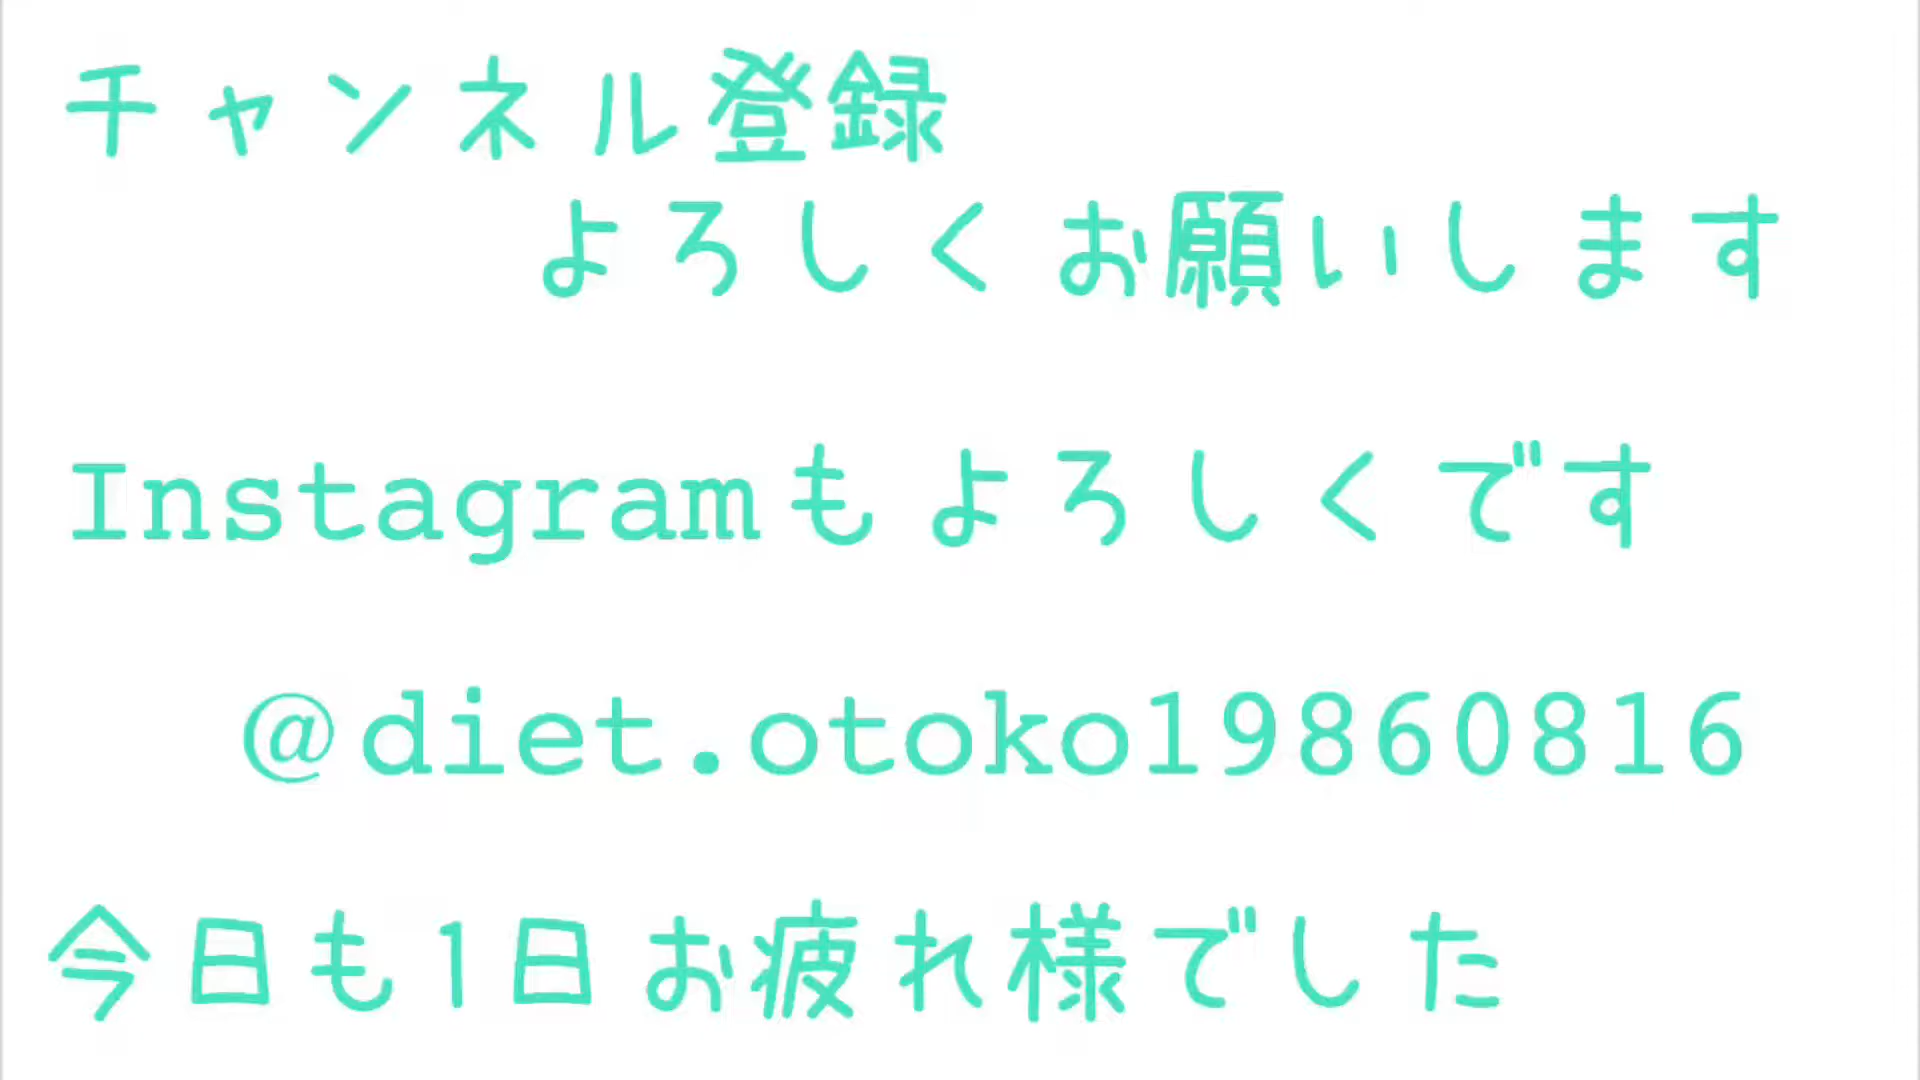 チャンネル登録
よろしくお願いします
Instagramもよろしくです
@diet.otoko19860816
今日も1日お疲れ様でした